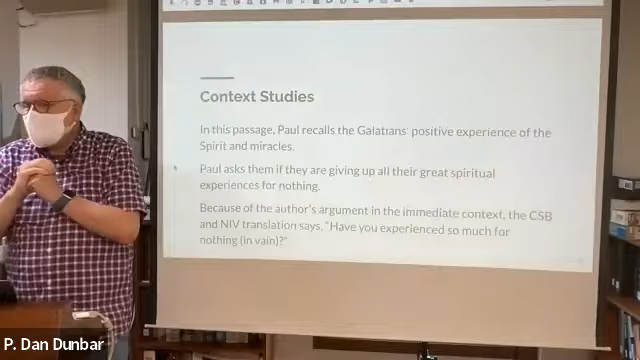 Context Studies
In this passage, Paul recalls the Galatians' positive experience of the
Spirit and miracles.
Paul asks them if they are giving up all their great spiritual
experiences for nothing.
Because of the author's argument in the immediate context, the CSB
and NIV translation says, "Have you experienced so much for
nothing (in vain)?"
P. Dan Dunbar